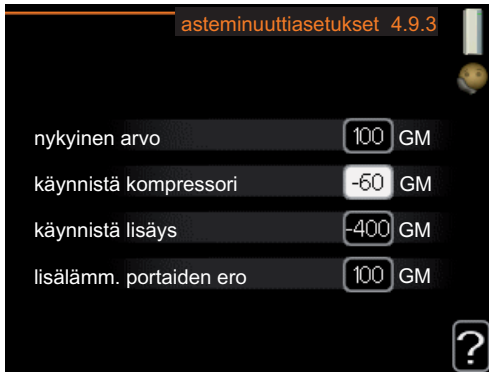 asteminuuttiasetukset 4.9.3
nykyinen arvo 100 GM
käynnistä kompressori -60 GM
käynnistä lisäys -400 GM
lisälämm. portaiden ero 100 GM
?